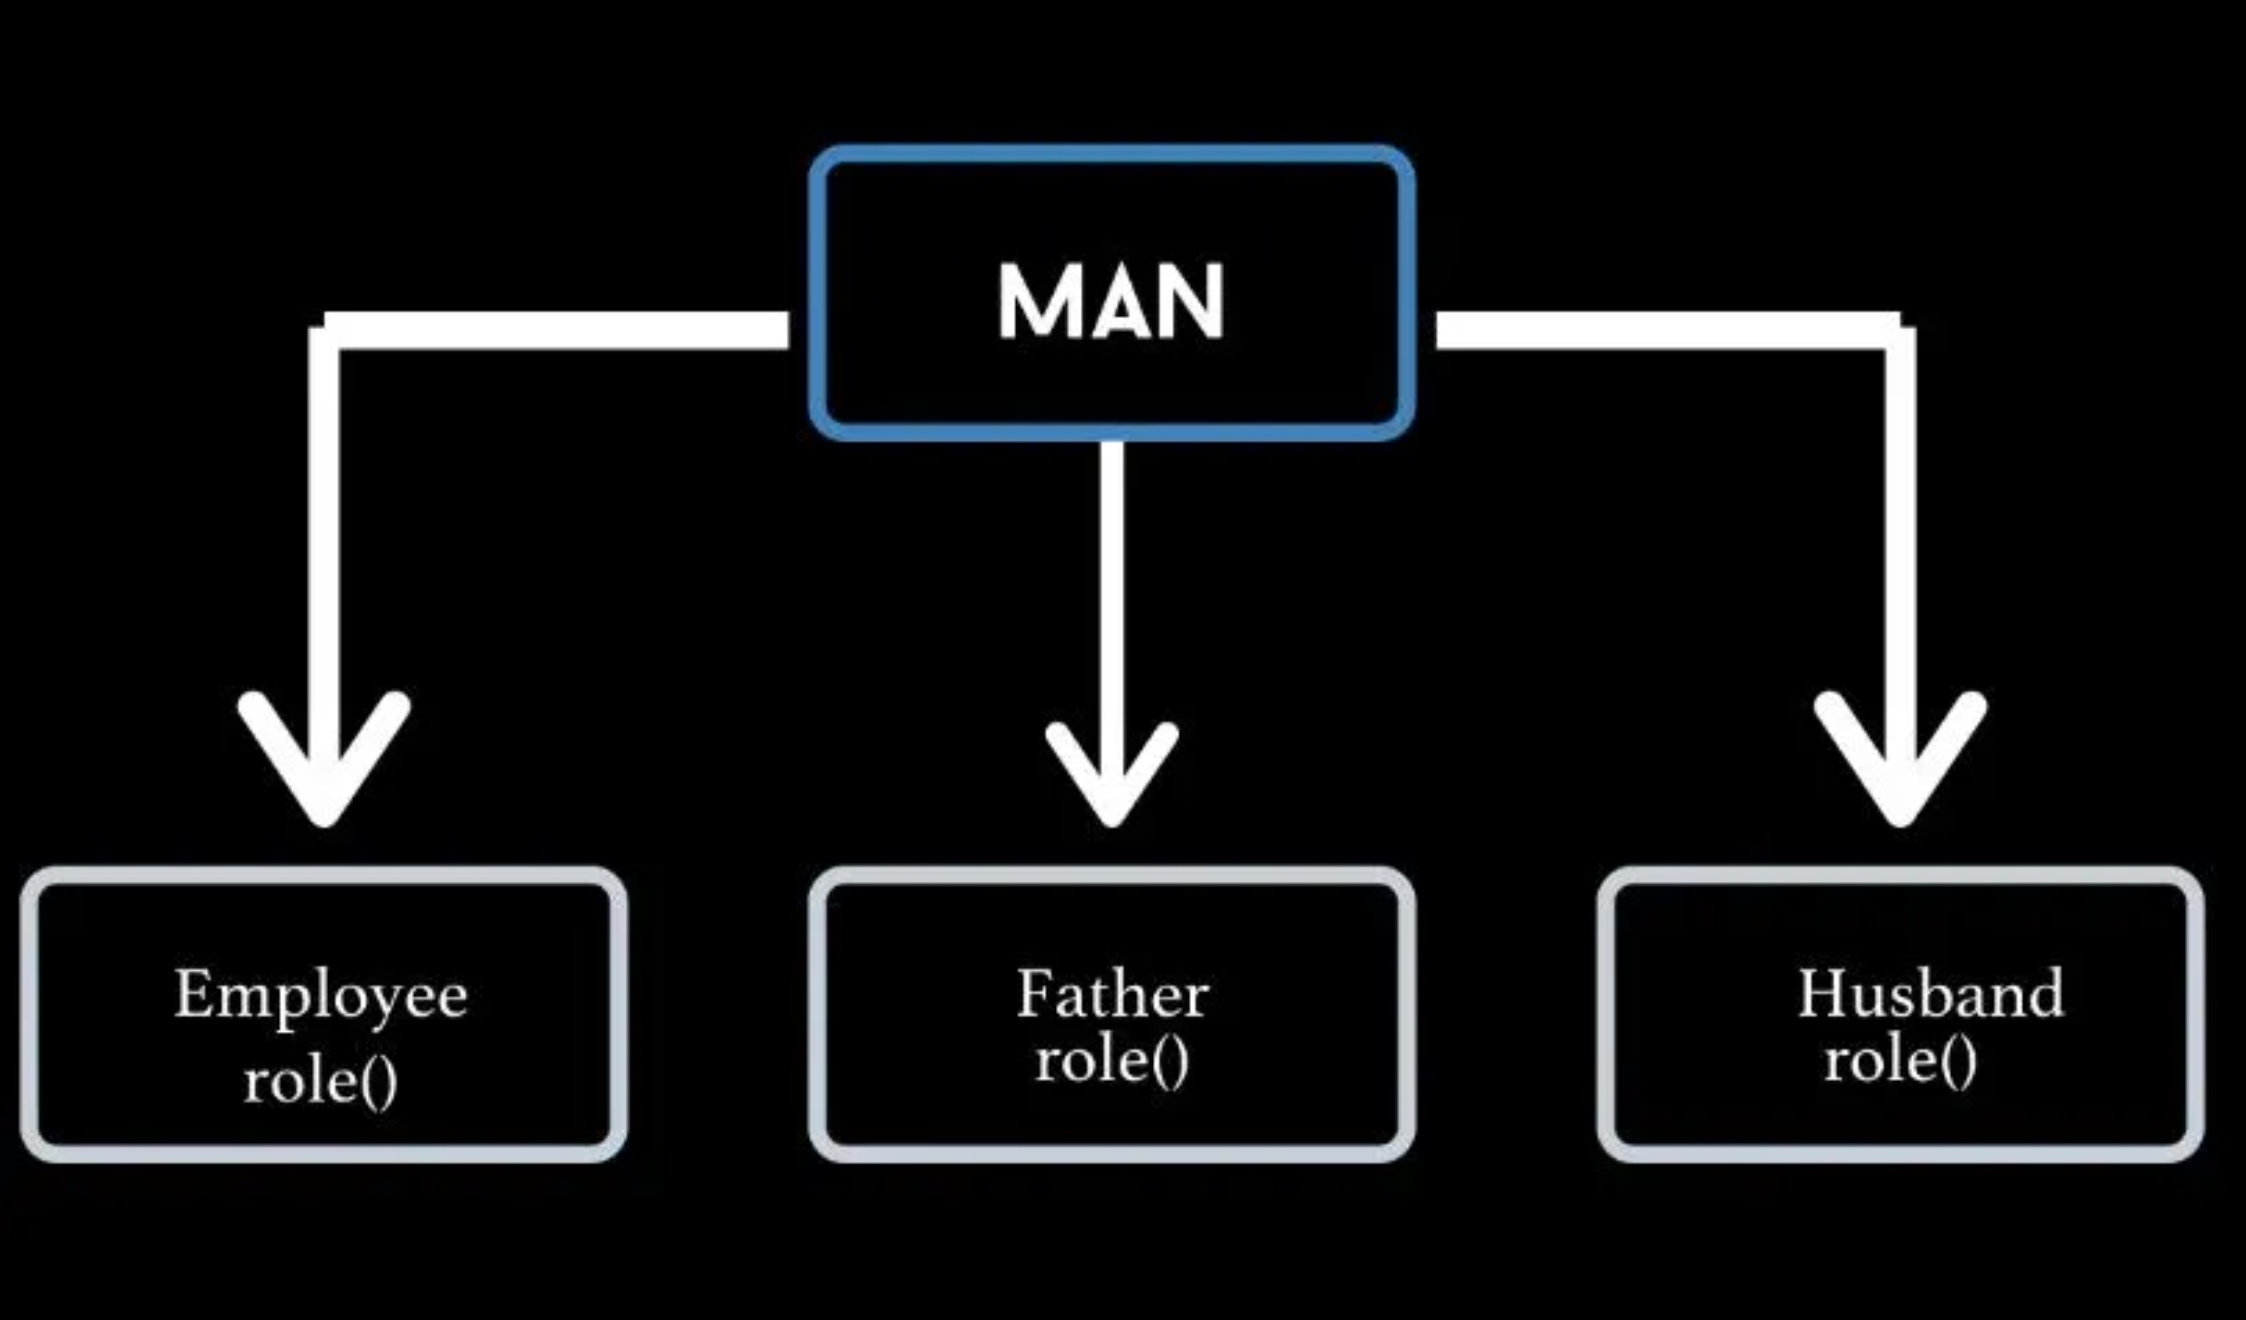 MAN
Employee
role()
Father
role()
Husband
role()